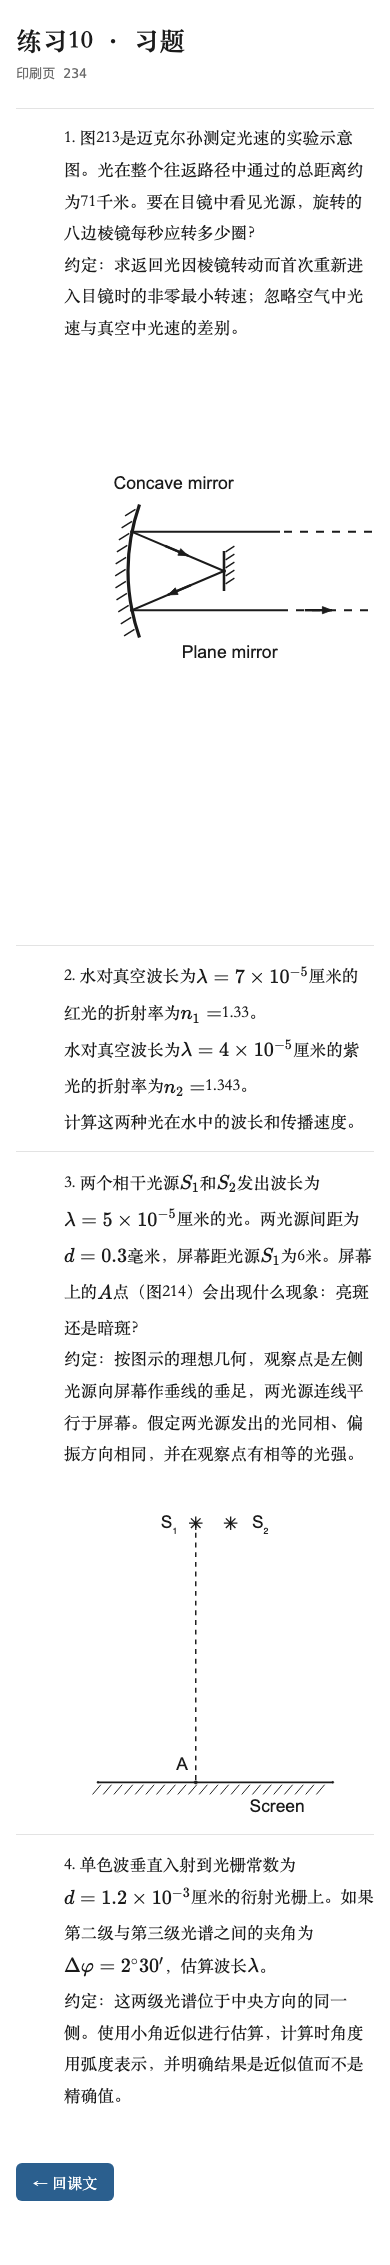 练习10 · 习题
印刷页 234
1. 图213是迈克尔孙测定光速的实验示意
图。光在整个往返路径中通过的总距离约
为71千米。要在目镜中看见光源，旋转的
八边棱镜每秒应转多少圈？
约定：求返回光因棱镜转动而首次重新进
入目镜时的非零最小转速；忽略空气中光
速与真空中光速的差别。
Concave mirror
Plane mirror
2. 水对真空波长为λ = 7 × 10⁻⁵厘米的
红光的折射率为n₁ =1.33。
水对真空波长为λ = 4 × 10⁻⁵厘米的紫
光的折射率为n₂ =1.343。
计算这两种光在水中的波长和传播速度。
3. 两个相干光源S₁和S₂发出波长为
λ = 5 × 10⁻⁵厘米的光。两光源间距为
d = 0.3毫米，屏幕距光源S₁为6米。屏幕
上的A点（图214）会出现什么现象：亮斑
还是暗斑？
约定：按图示的理想几何，观察点是左侧
光源向屏幕作垂线的垂足，两光源连线平
行于屏幕。假定两光源发出的光同相、偏
振方向相同，并在观察点有相等的光强。
S₁ S₂
A
Screen
4. 单色波垂直入射到光栅常数为
d = 1.2 × 10⁻³厘米的衍射光栅上。如果
第二级与第三级光谱之间的夹角为
Δφ = 2°30′，估算波长λ。
约定：这两级光谱位于中央方向的同一
侧。使用小角近似进行估算，计算时角度
用弧度表示，并明确结果是近似值而不是
精确值。
← 回课文